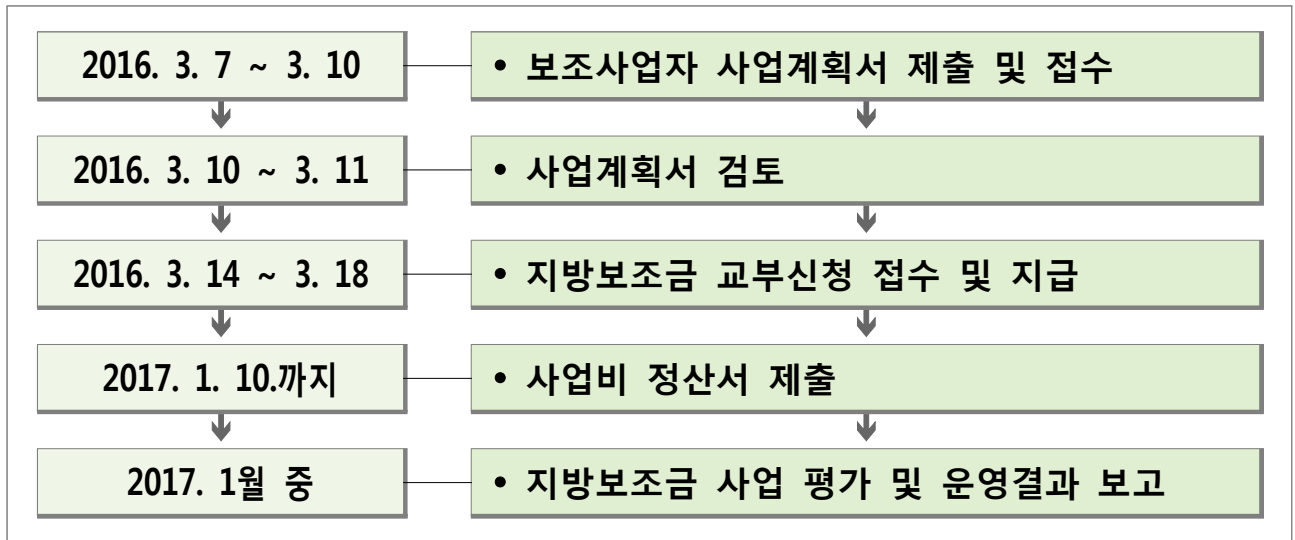 2016. 3. 7 ~ 3. 10
• 보조사업자 사업계획서 제출 및 접수
2016. 3. 10 ~ 3. 11
• 사업계획서 검토
2016. 3. 14 ~ 3. 18
• 지방보조금 교부신청 접수 및 지급
2017. 1. 10.까지
• 사업비 정산서 제출
2017. 1월 중
• 지방보조금 사업 평가 및 운영결과 보고